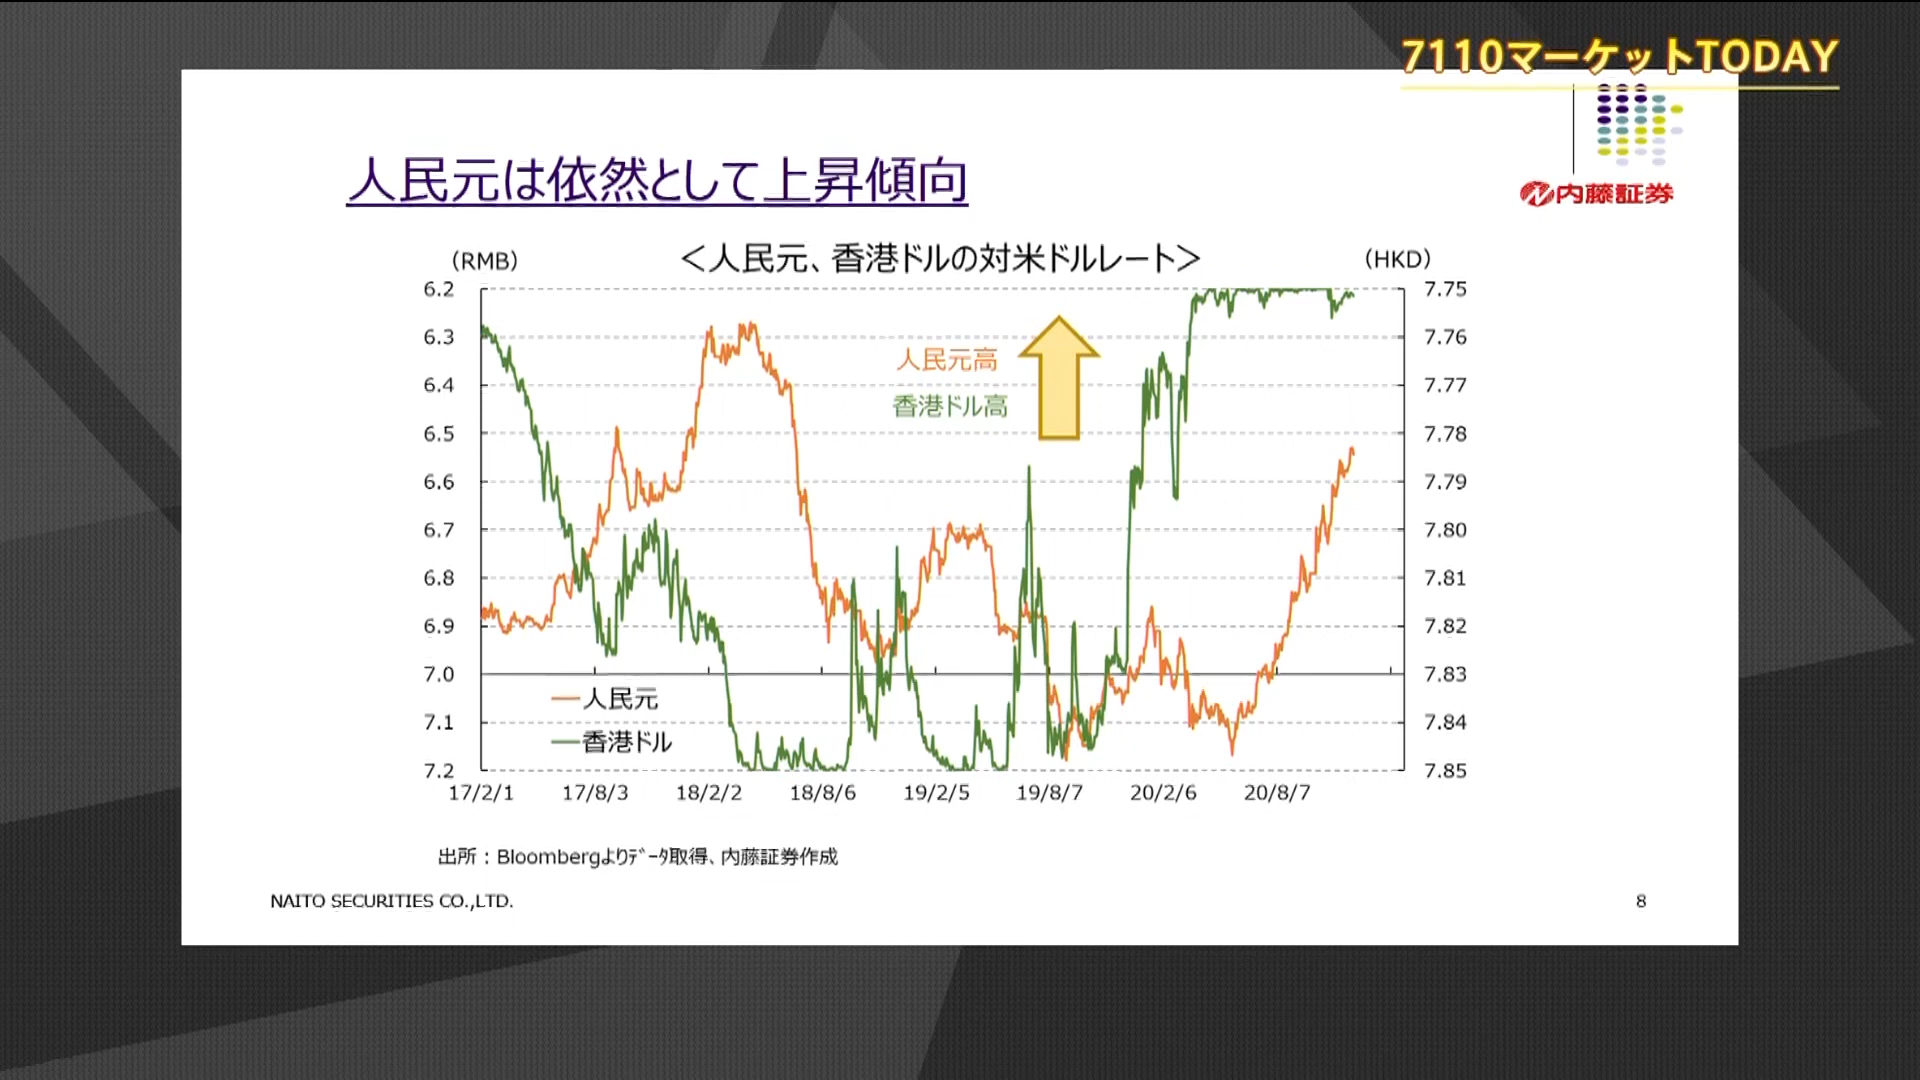 7110マーケットTODAY
人民元は依然として上昇傾向
内藤証券
(RMB)
＜人民元、香港ドルの対米ドルレート＞
(HKD)
6.2
7.75
6.3
7.76
人民元高
6.4
7.77
香港ドル高
6.5
7.78
6.6
7.79
6.7
7.80
6.8
7.81
6.9
7.82
7.0
7.83
人民元
7.1
7.84
香港ドル
7.2
7.85
17/2/1 17/8/3 18/2/2 18/8/6 19/2/5 19/8/7 20/2/6 20/8/7
出所：Bloombergよりﾃﾞｰﾀ取得、内藤証券作成
NAITO SECURITIES CO.,LTD.
8